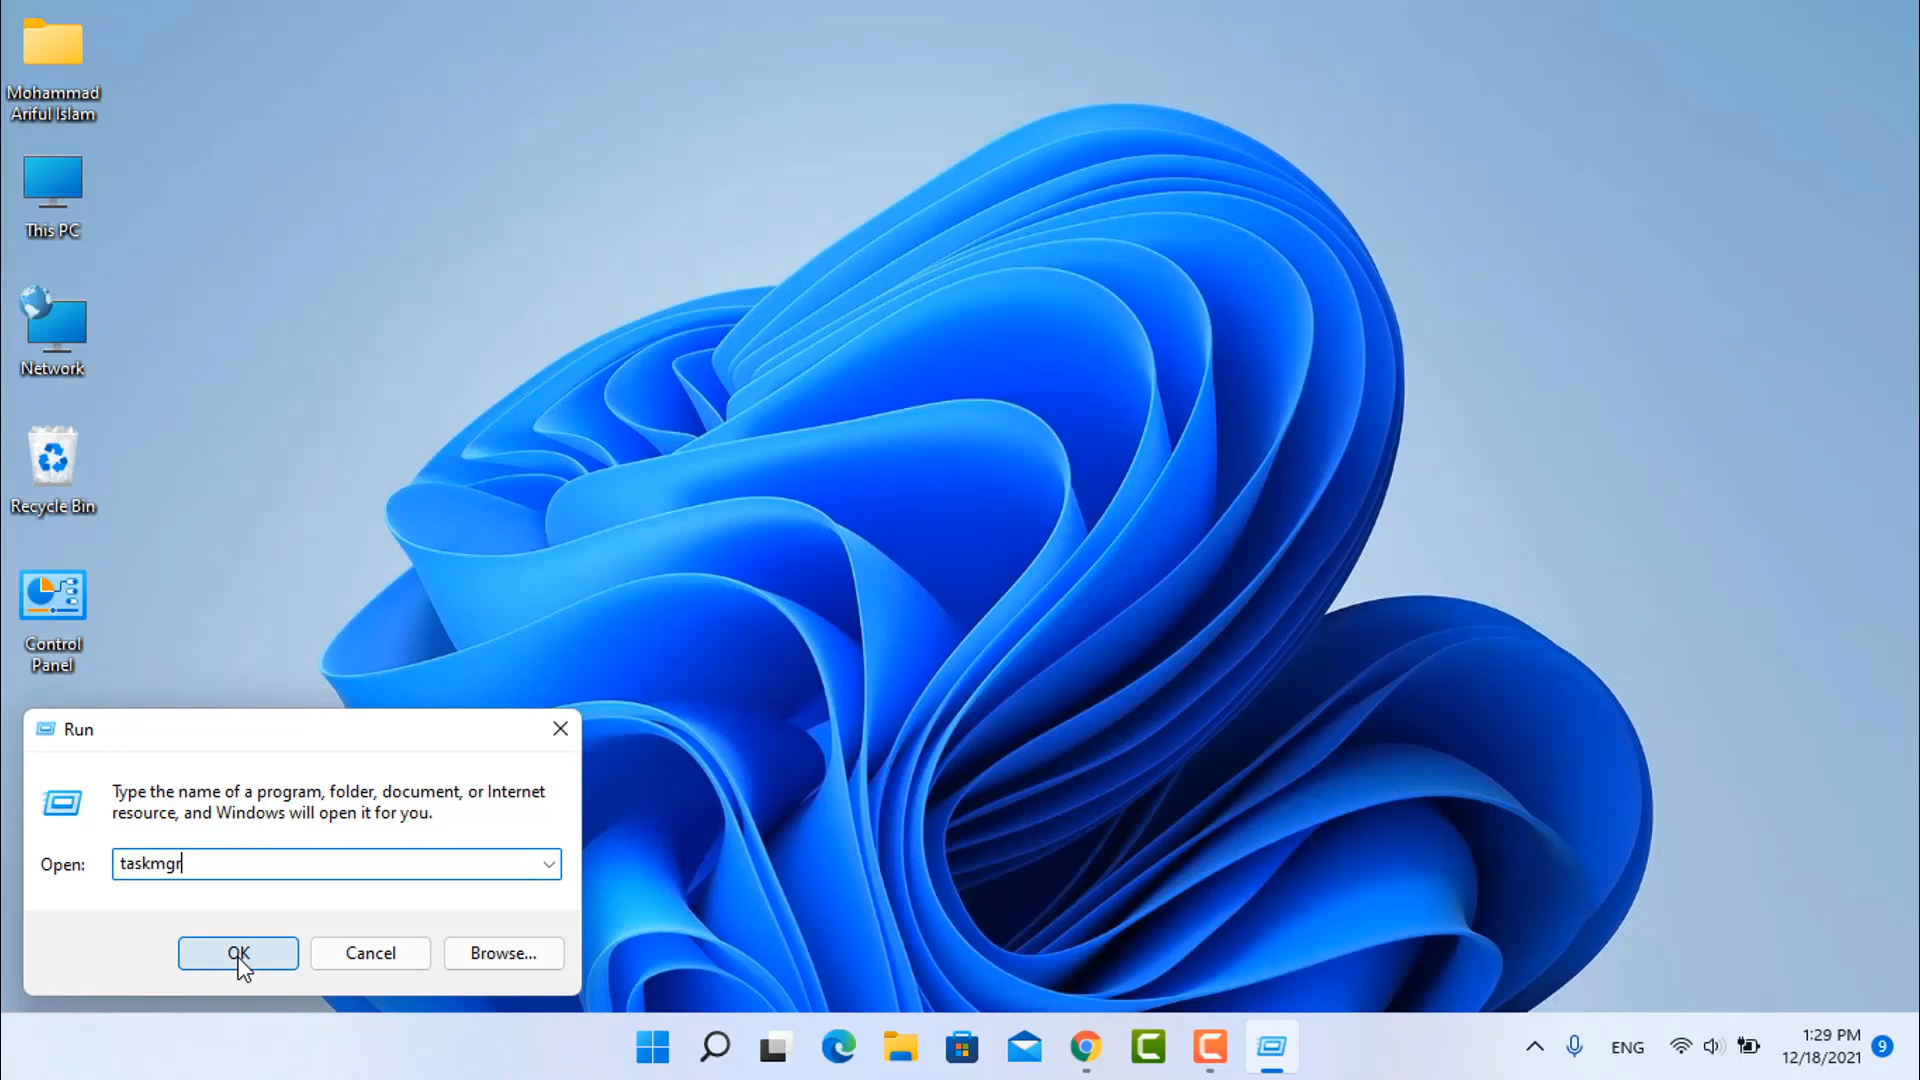 Mohammad
Ariful Islam
This PC
Network
Recycle Bin
Control
Panel
Run
Type the name of a program, folder, document, or Internet
resource, and Windows will open it for you.
Open:
taskmgr
OK
Cancel
Browse...
ENG
1:29 PM
12/18/2021
9